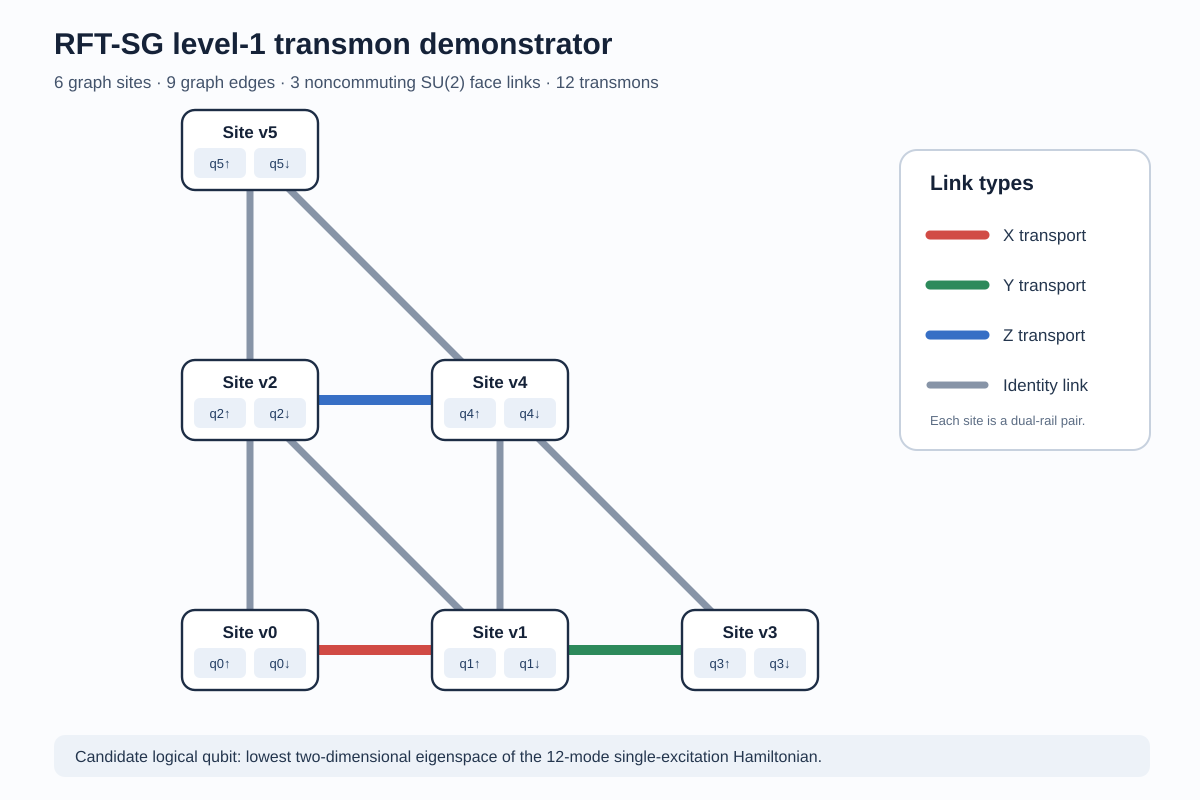 RFT-SG level-1 transmon demonstrator
6 graph sites · 9 graph edges · 3 noncommuting SU(2) face links · 12 transmons
Site v5
q5↑ q5↓
Link types
X transport
Y transport
Z transport
Identity link
Each site is a dual-rail pair.
Site v2
q2↑ q2↓
Site v4
q4↑ q4↓
Site v0
q0↑ q0↓
Site v1
q1↑ q1↓
Site v3
q3↑ q3↓
Candidate logical qubit: lowest two-dimensional eigenspace of the 12-mode single-excitation Hamiltonian.